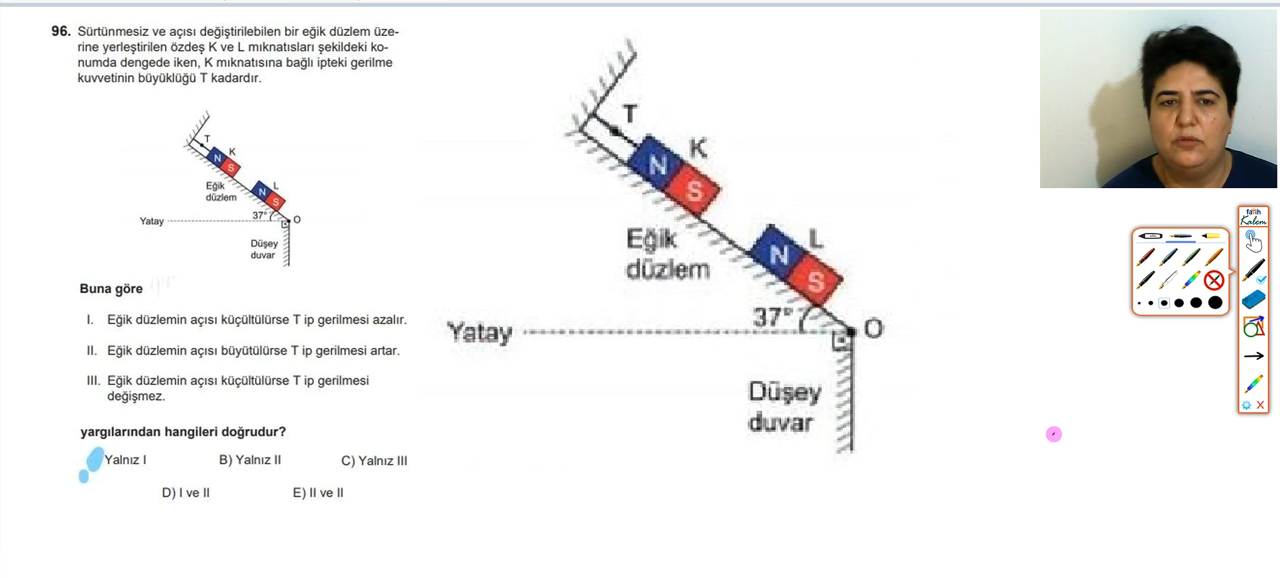 96. Sürtünmesiz ve açısı değiştirilebilen bir eğik düzlem üze-
rine yerleştirilen özdeş K ve L mıknatısları şekildeki ko-
numda dengede iken, K mıknatısına bağlı ipteki gerilme
kuvvetinin büyüklüğü T kadardır.
T
K
N
S
L
N
S
Eğik
düzlem
37°
O
Yatay
Düşey
duvar
Buna göre
I. Eğik düzlemin açısı küçültülürse T ip gerilmesi azalır.
II. Eğik düzlemin açısı büyütülürse T ip gerilmesi artar.
III. Eğik düzlemin açısı küçültülürse T ip gerilmesi
değişmez.
yargılarından hangileri doğrudur?
Yalnız I B) Yalnız II C) Yalnız III
D) I ve II E) II ve II
T
K
N
S
L
N
S
Eğik
düzlem
37°
O
Yatay
Düşey
duvar
fatih
Kalem